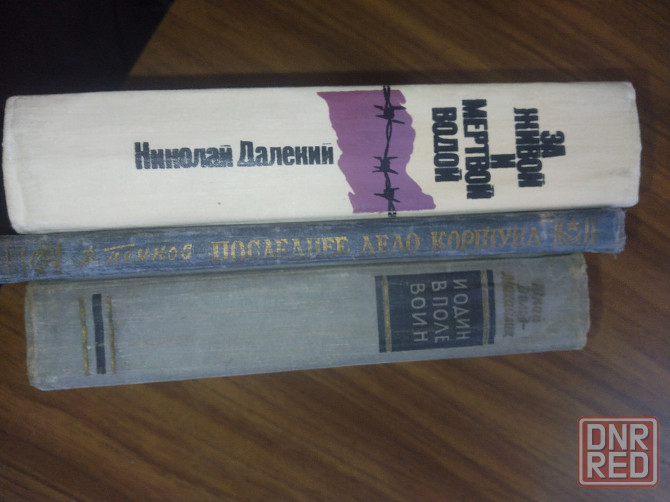 Николай Далекий
ЗА
ЖИВОЙ
И
МЕРТВОЙ
ВОДОЙ
ПОСЛЕДНЕЕ ДЕЛО КОРШУНА
И ОДИН
В ПОЛЕ
ВОИН
DNR
RED